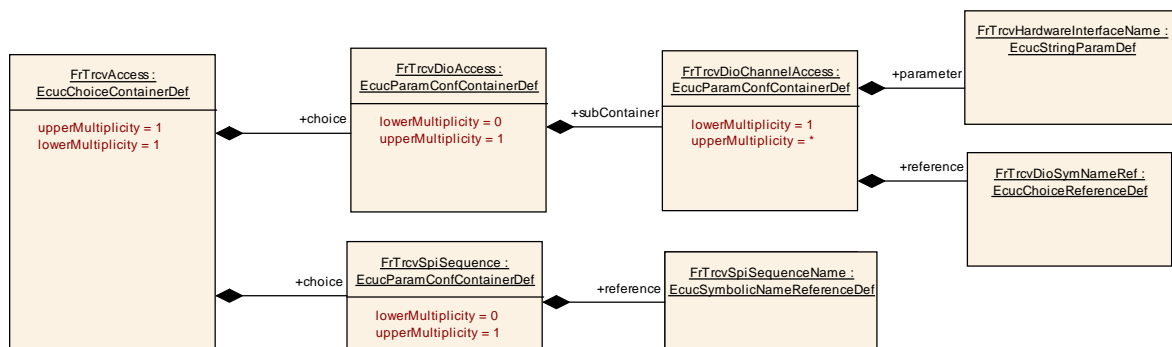 FrTrcvAccess :
EcucChoiceContainerDef
upperMultiplicity = 1
lowerMultiplicity = 1
+choice
FrTrcvDioAccess :
EcucParamConfContainerDef
lowerMultiplicity = 0
upperMultiplicity = 1
+subContainer
FrTrcvDioChannelAccess :
EcucParamConfContainerDef
lowerMultiplicity = 1
upperMultiplicity = *
+parameter
FrTrcvHardwareInterfaceName :
EcucStringParamDef
+reference
FrTrcvDioSymNameRef :
EcucChoiceReferenceDef
+choice
FrTrcvSpiSequence :
EcucParamConfContainerDef
lowerMultiplicity = 0
upperMultiplicity = 1
+reference
FrTrcvSpiSequenceName :
EcucSymbolicNameReferenceDef